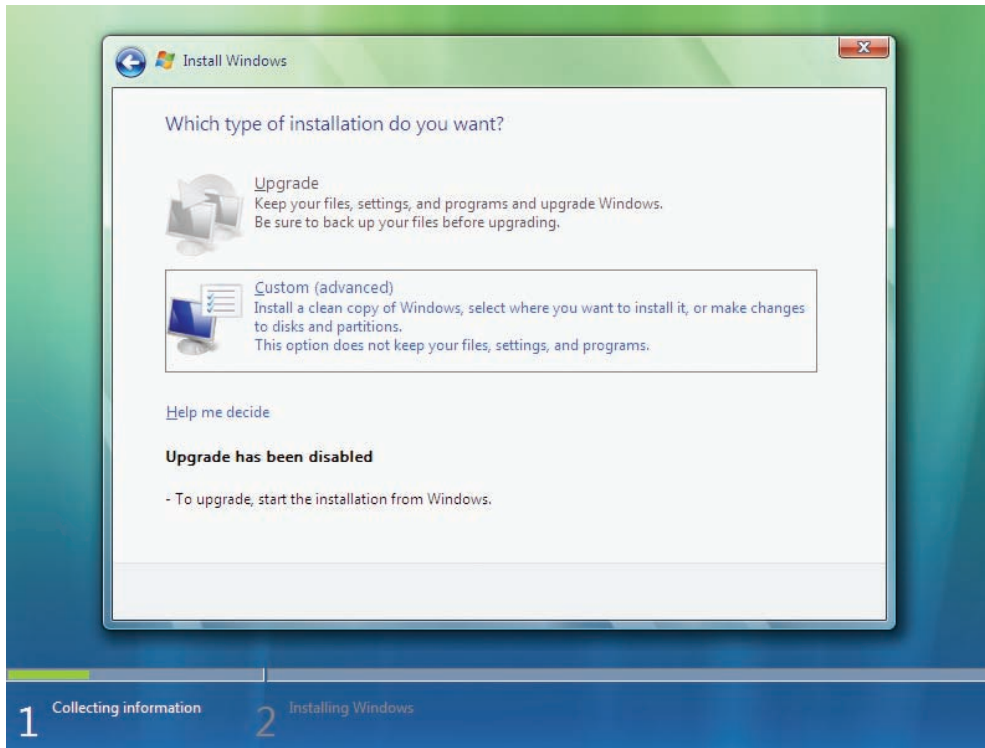 Install Windows
Which type of installation do you want?
Upgrade
Keep your files, settings, and programs and upgrade Windows.
Be sure to back up your files before upgrading.
Custom (advanced)
Install a clean copy of Windows, select where you want to install it, or make changes
to disks and partitions.
This option does not keep your files, settings, and programs.
Help me decide
Upgrade has been disabled
- To upgrade, start the installation from Windows.
1 Collecting information
2 Installing Windows